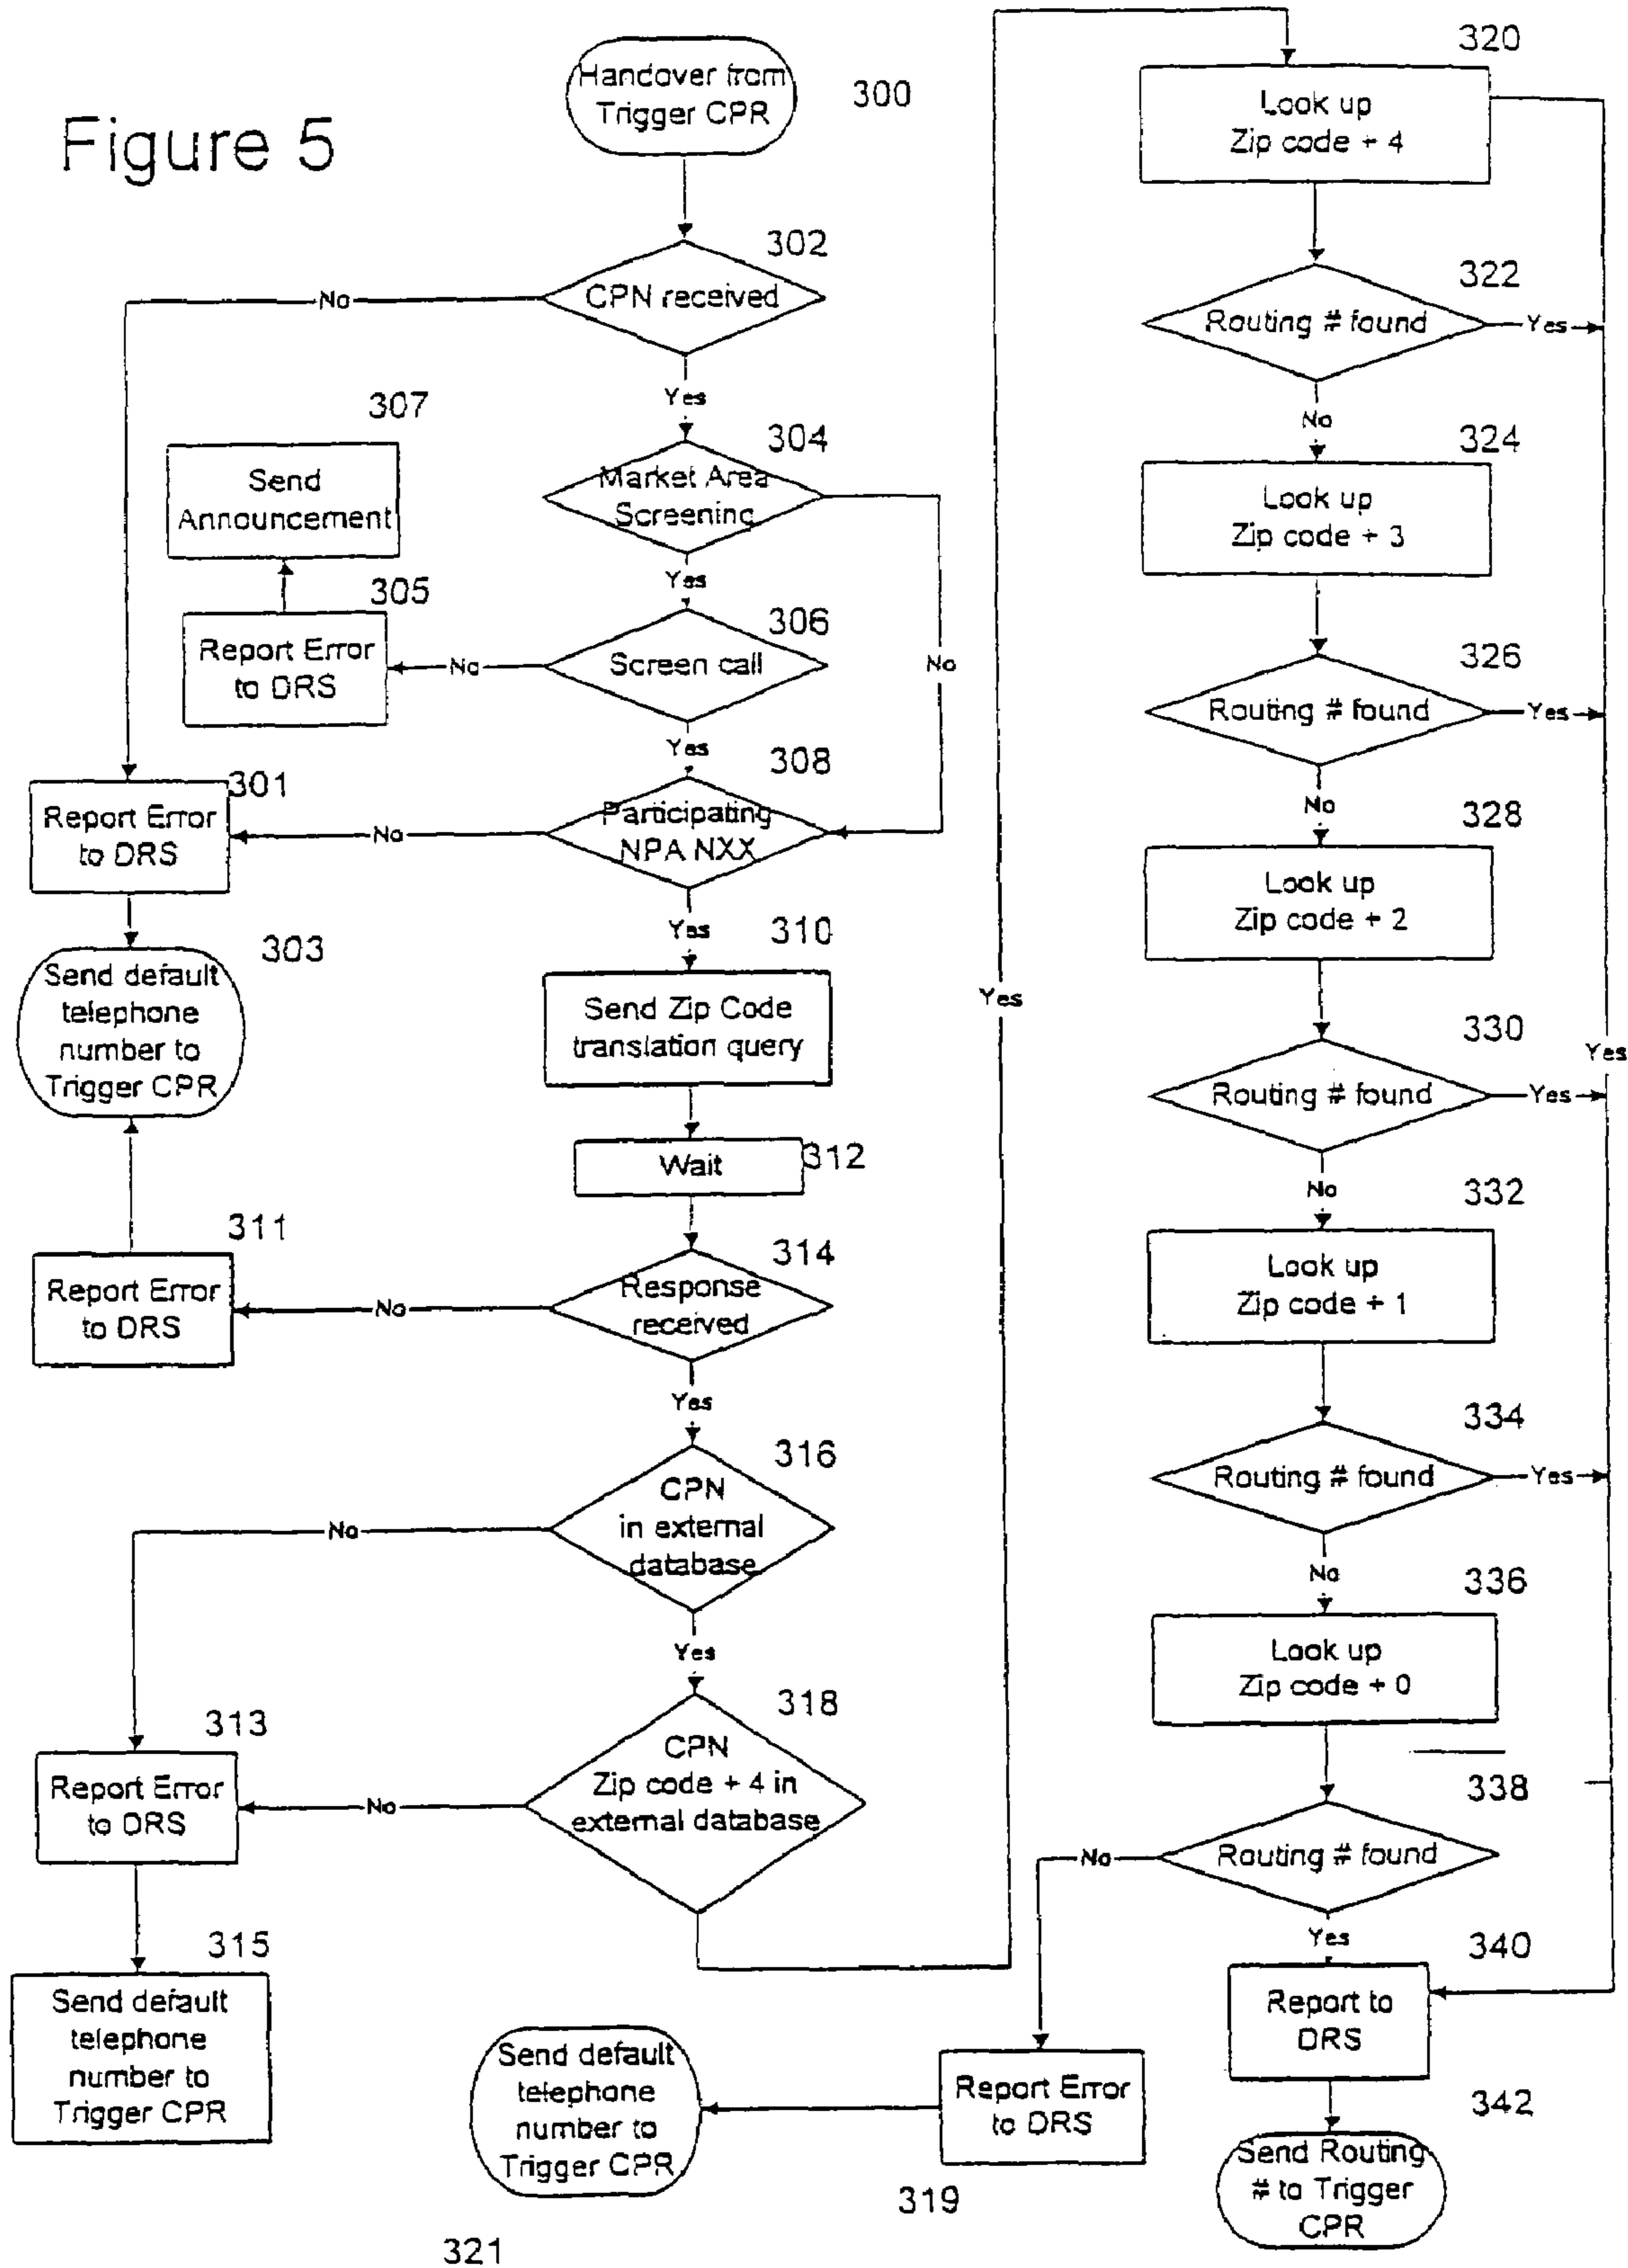 Figure 5
Handover from
Trigger CPR
300
302
CPN received
No
Yes
304
Market Area
Screening
No
Yes
306
Screen call
No
305
Report Error
to DRS
307
Send
Announcement
Yes
308
Participating
NPA NXX
No
301
Report Error
to DRS
303
Send default
telephone
number to
Trigger CPR
Yes
310
Send Zip Code
translation query
312
Wait
314
Response
received
No
311
Report Error
to DRS
Yes
316
CPN
in external
database
No
Yes
318
CPN
Zip code + 4 in
external database
No
313
Report Error
to DRS
315
Send default
telephone
number to
Trigger CPR
Yes
320
Look up
Zip code + 4
322
Routing # found
Yes
No
324
Look up
Zip code + 3
326
Routing # found
Yes
No
328
Look up
Zip code + 2
330
Routing # found
Yes
Yes
No
332
Look up
Zip code + 1
334
Routing # found
Yes
No
336
Look up
Zip code + 0
338
Routing # found
No
Yes
340
Report to
DRS
342
Send Routing
# to Trigger
CPR
Report Error
to DRS
319
Send default
telephone
number to
Trigger CPR
321